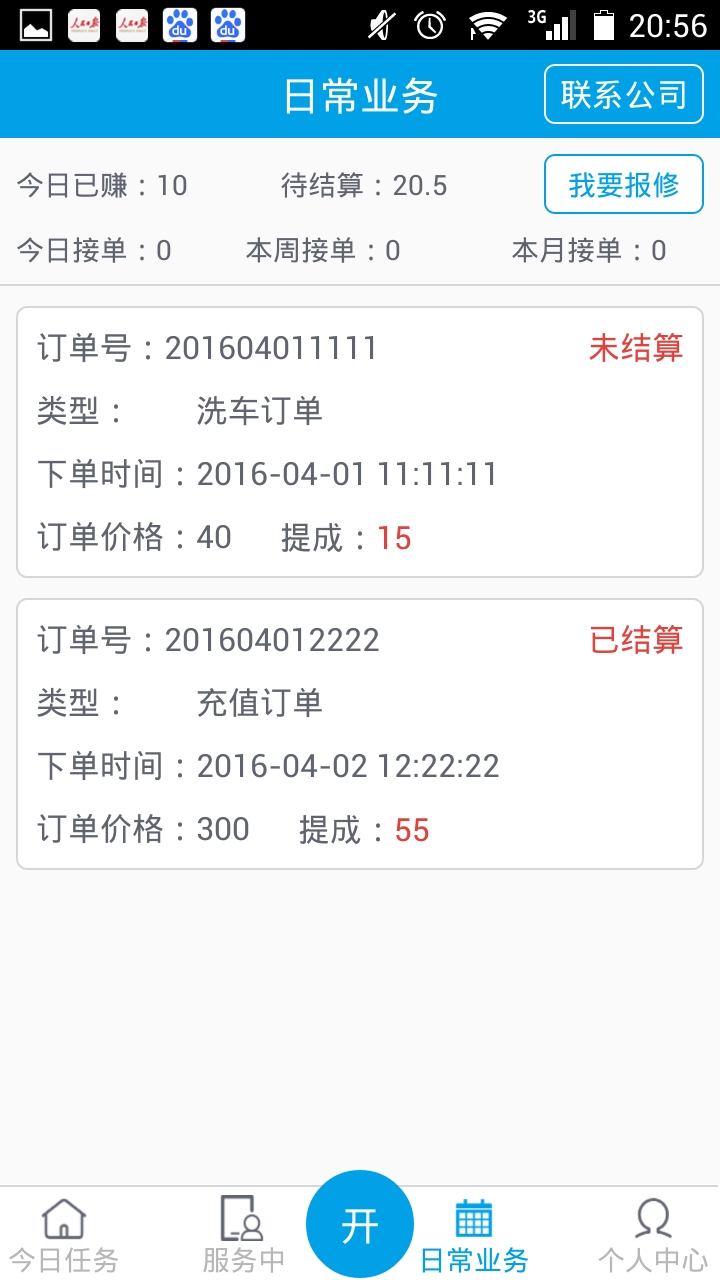 3G 20:56
日常业务 联系公司
今日已赚：10 待结算：20.5 我要报修
今日接单：0 本周接单：0 本月接单：0
订单号：201604011111 未结算
类型： 洗车订单
下单时间：2016-04-01 11:11:11
订单价格：40 提成：15
订单号：201604012222 已结算
类型： 充值订单
下单时间：2016-04-02 12:22:22
订单价格：300 提成：55
今日任务 服务中 开 日常业务 个人中心